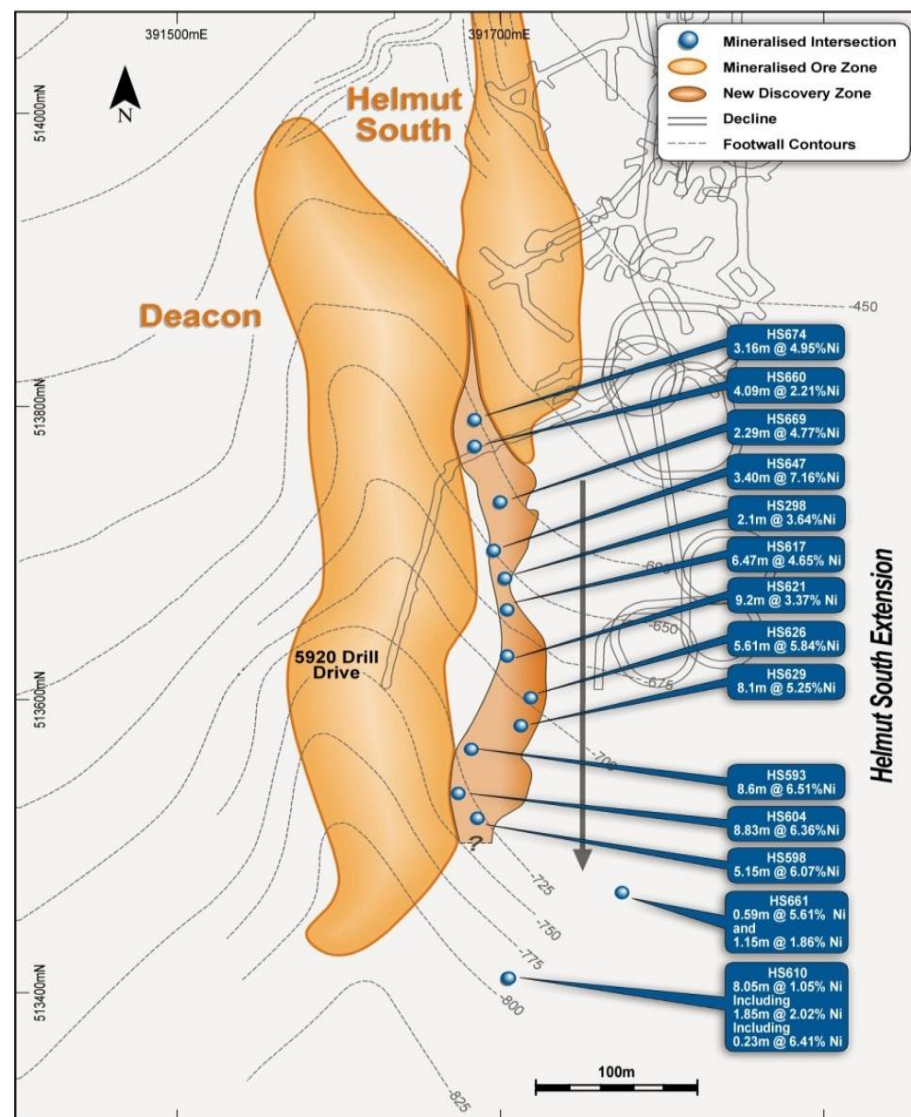 391500mE
391700mE
514000mN
513800mN
513600mN
513400mN
N
Mineralised Intersection
Mineralised Ore Zone
New Discovery Zone
Decline
Footwall Contours
Helmut
South
Deacon
-450
HS674
3.16m @ 4.95%Ni
HS660
4.09m @ 2.21%Ni
HS669
2.29m @ 4.77%Ni
HS647
3.40m @ 7.16%Ni
HS298
2.1m @ 3.64%Ni
HS617
6.47m @ 4.65% Ni
HS621
9.2m @ 3.37% Ni
HS626
5.61m @ 5.84% Ni
HS629
8.1m @ 5.25%Ni
HS593
8.6m @ 6.51%Ni
HS604
8.83m @ 6.36%Ni
HS598
5.15m @ 6.07%Ni
HS661
0.59m @ 5.61% Ni
and
1.15m @ 1.86% Ni
HS610
8.05m @ 1.05% Ni
Including
1.85m @ 2.02% Ni
Including
0.23m @ 6.41% Ni
Helmut South Extension
5920 Drill
Drive
-650
-675
-700
?
-725
-750
-775
-800
-825
100m